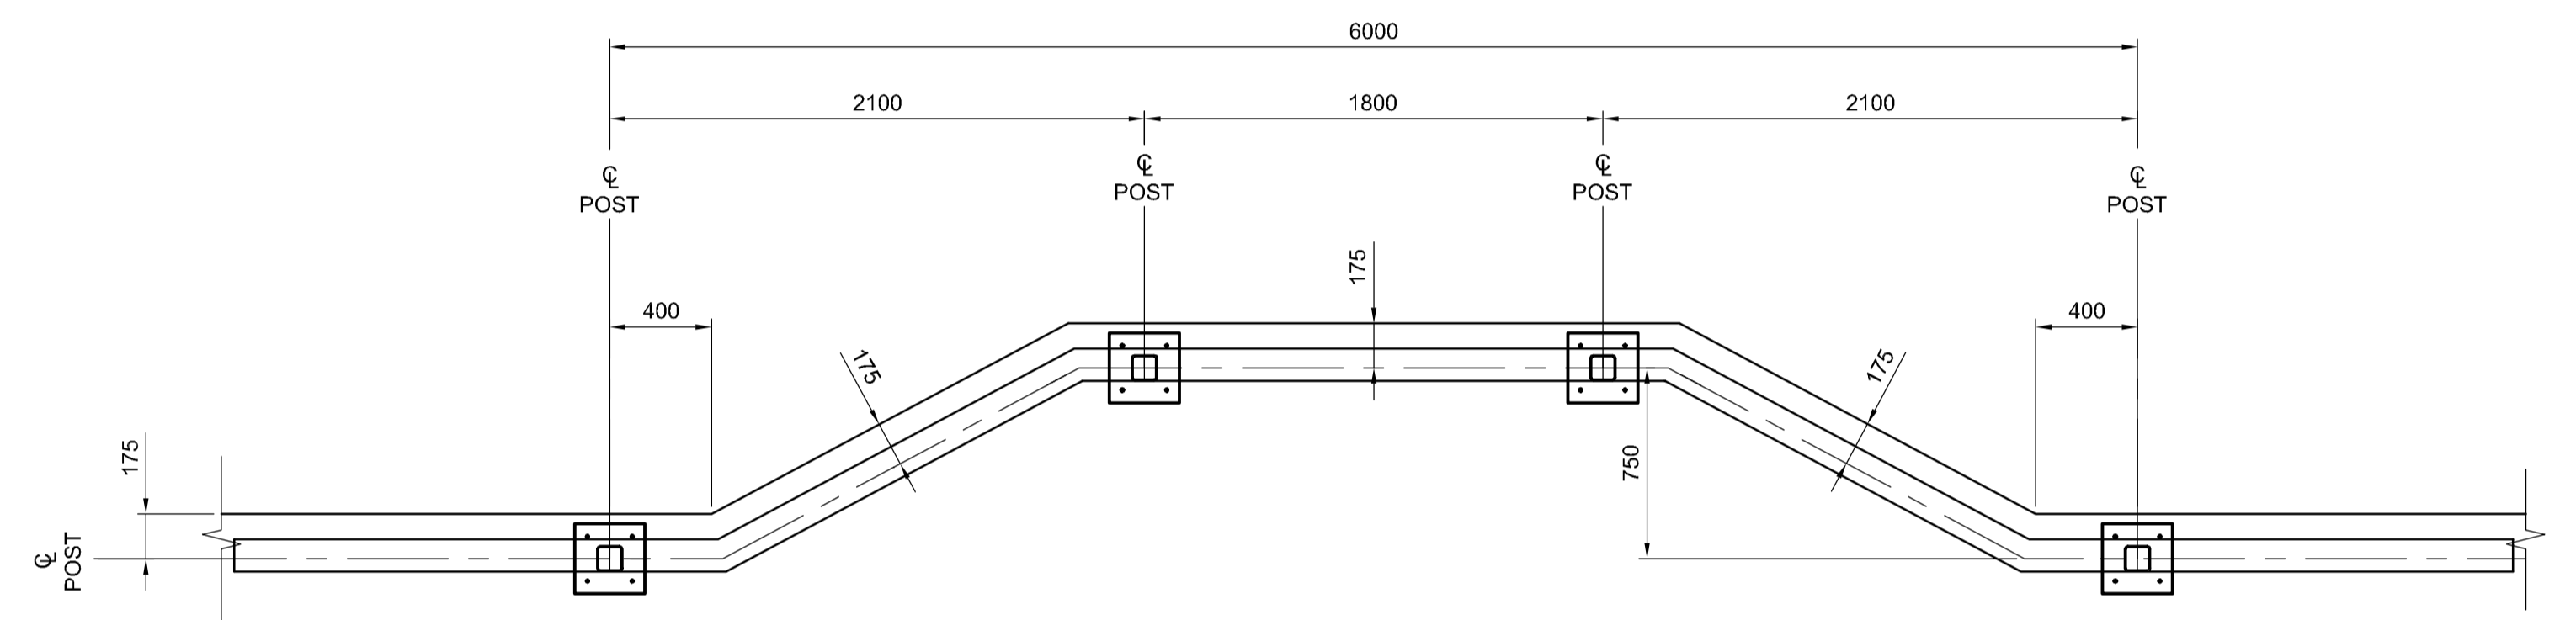 6000
2100 1800 2100
℄ ℄ ℄ ℄
POST POST POST POST
400 175 400
175 175
175 750
℄ POST